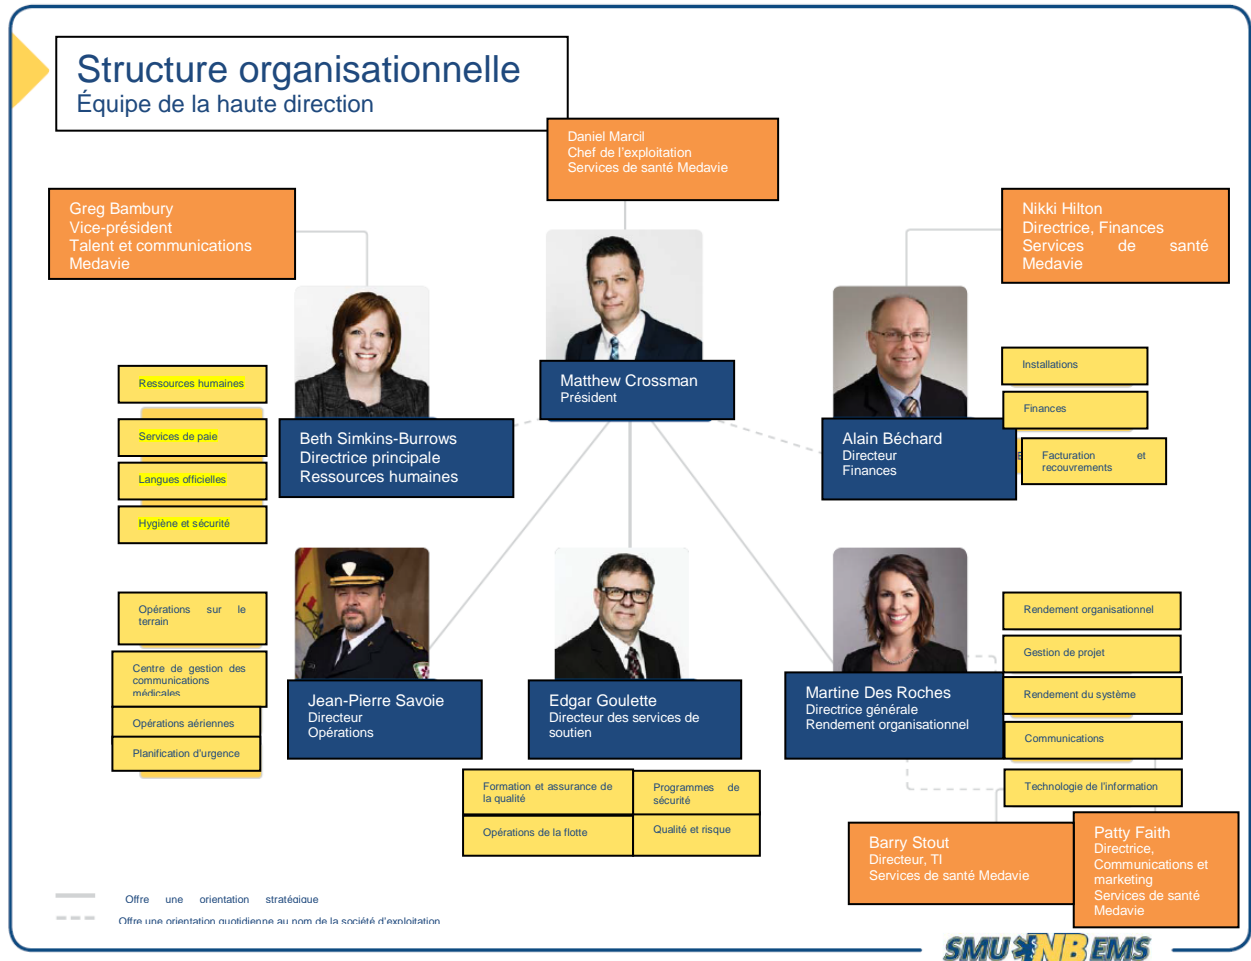 Structure organisationnelle
Équipe de la haute direction
Daniel Marcil
Chef de l'exploitation
Services de santé Medavie
Greg Bambury
Vice-président
Talent et communications
Medavie
Nikki Hilton
Directrice, Finances
Services de santé
Medavie
Matthew Crossman
Président
Ressources humaines
Services de paie
Langues officielles
Hygiène et sécurité
Beth Simkins-Burrows
Directrice principale
Ressources humaines
Alain Béchard
Directeur
Finances
Installations
Finances
Facturation et
recouvrements
Opérations sur le
terrain
Centre de gestion des
communications
médicales
Opérations aériennes
Planification d'urgence
Jean-Pierre Savoie
Directeur
Opérations
Edgar Goulette
Directeur des services de
soutien
Martine Des Roches
Directrice générale
Rendement organisationnel
Rendement organisationnel
Gestion de projet
Rendement du système
Communications
Technologie de l'information
Formation et assurance de
la qualité
Programmes de
sécurité
Opérations de la flotte
Qualité et risque
Barry Stout
Directeur, TI
Services de santé Medavie
Patty Faith
Directrice,
Communications et
marketing
Services de santé
Medavie
Offre une orientation stratégique
Offre une orientation quotidienne au nom de la société d'exploitation
SMU NB EMS